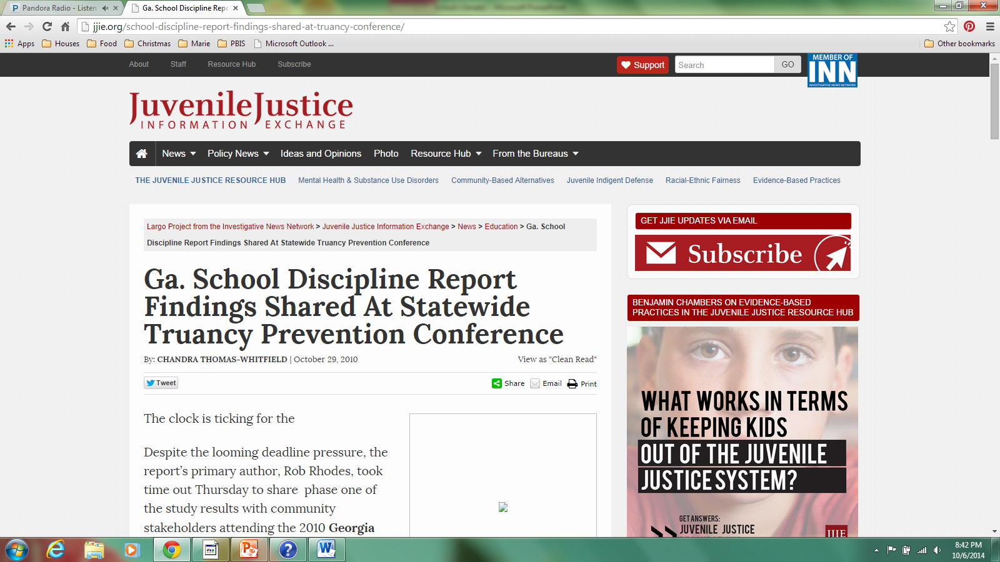 Pandora Radio - Listen
Ga. School Discipline Repo
jjie.org/school-discipline-report-findings-shared-at-truancy-conference/
Apps Houses Food Christmas Marie PBIS Microsoft Outlook ... Other bookmarks
About Staff Resource Hub Subscribe Support Search GO
MEMBER OF
INN
INVESTIGATIVE NEWS NETWORK
JuvenileJustice
INFORMATION EXCHANGE
News Policy News Ideas and Opinions Photo Resource Hub From the Bureaus
THE JUVENILE JUSTICE RESOURCE HUB Mental Health & Substance Use Disorders Community-Based Alternatives Juvenile Indigent Defense Racial-Ethnic Fairness Evidence-Based Practices
Largo Project from the Investigative News Network > Juvenile Justice Information Exchange > News > Education > Ga. School
Discipline Report Findings Shared At Statewide Truancy Prevention Conference
Ga. School Discipline Report
Findings Shared At Statewide
Truancy Prevention Conference
By: CHANDRA THOMAS-WHITFIELD | October 29, 2010 View as "Clean Read"
Tweet Share Email Print
The clock is ticking for the
Despite the looming deadline pressure, the
report's primary author, Rob Rhodes, took
time out Thursday to share phase one of
the study results with community
stakeholders attending the 2010 Georgia
GET JJIE UPDATES VIA EMAIL
Subscribe
BENJAMIN CHAMBERS ON EVIDENCE-BASED
PRACTICES IN THE JUVENILE JUSTICE RESOURCE HUB
WHAT WORKS IN TERMS
OF KEEPING KIDS
OUT OF THE JUVENILE
JUSTICE SYSTEM?
GET ANSWERS:
JUVENILE JUSTICE
JJIE
8:42 PM
10/6/2014